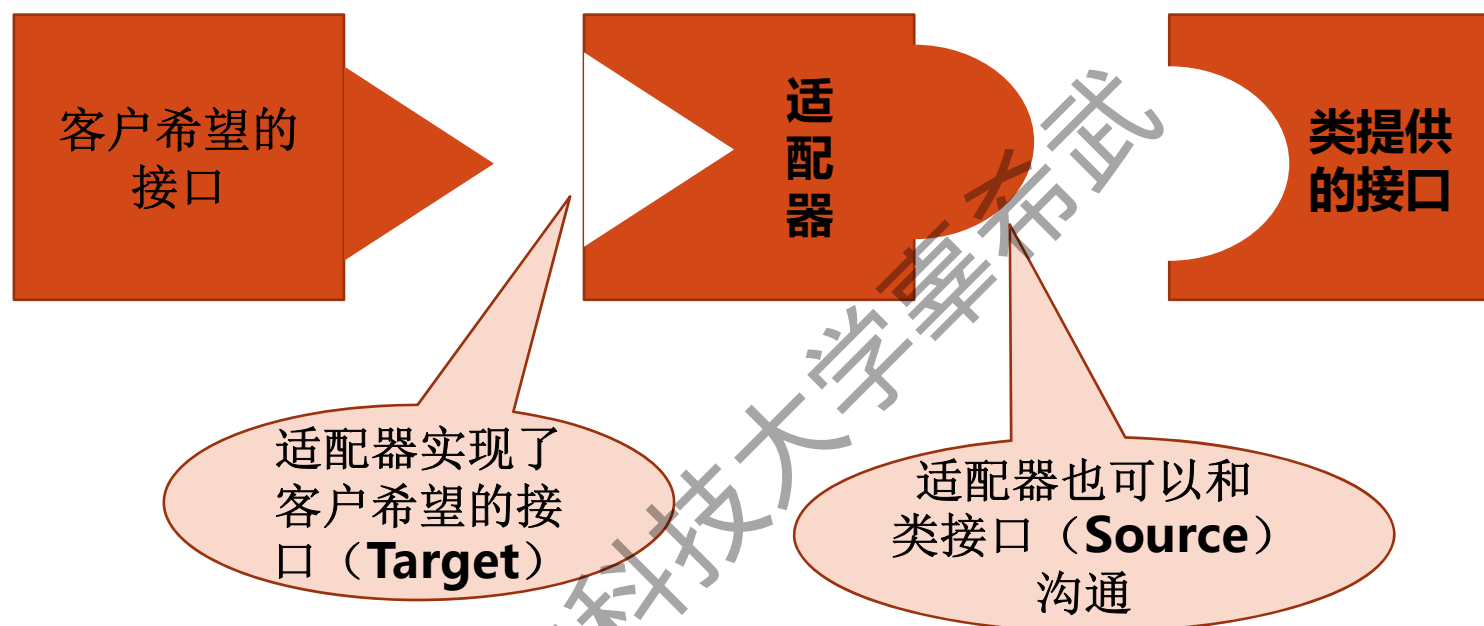 客户希望的
接口
适
配
器
类提供
的接口
适配器实现了
客户希望的接
口（Target）
适配器也可以和
类接口（Source）
沟通
科技大学辜希武